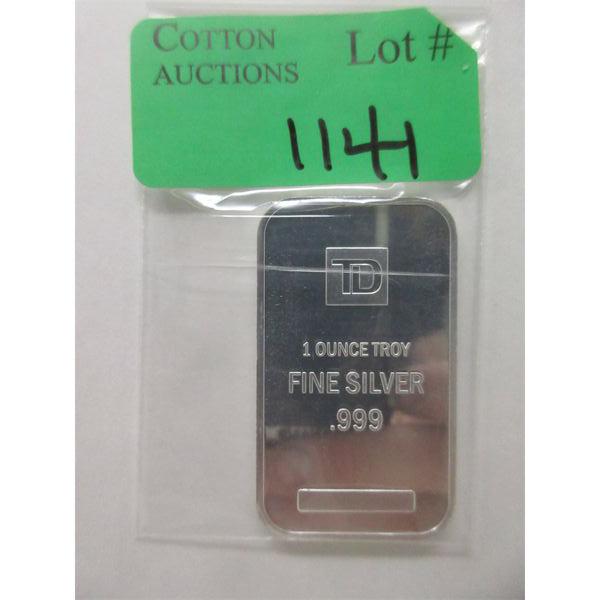 COTTON AUCTIONS
Lot #
1141
TD
1 OUNCE TROY
FINE SILVER
.999